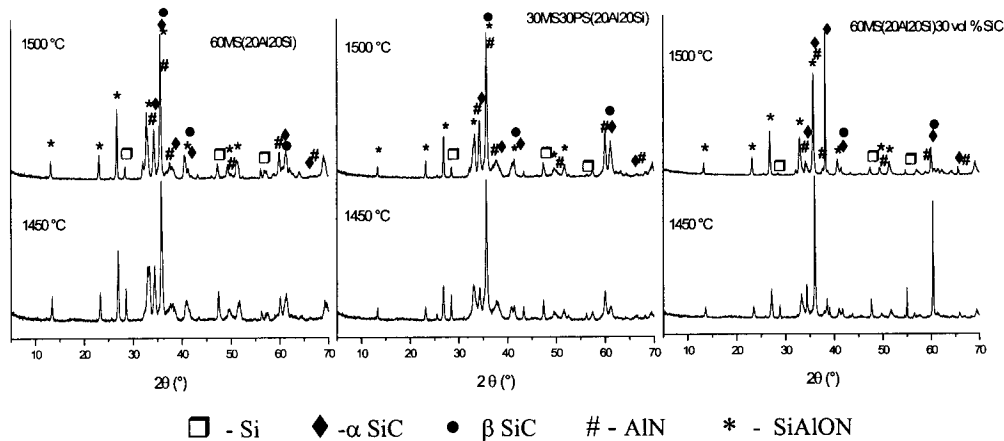 1500 °C
60MS(20Al20Si)
1450 °C
10 20 30 40 50 60 70
2θ (°)
1500 °C
30MS30PS(20Al20Si)
1450 °C
10 20 30 40 50 60 70
2 θ (°)
1500 °C
60MS(20Al20Si)30 vol % SiC
1450 °C
10 20 30 40 50 60 70
2θ (°)
- Si
-α SiC
β SiC
# - AlN
* - SiAlON